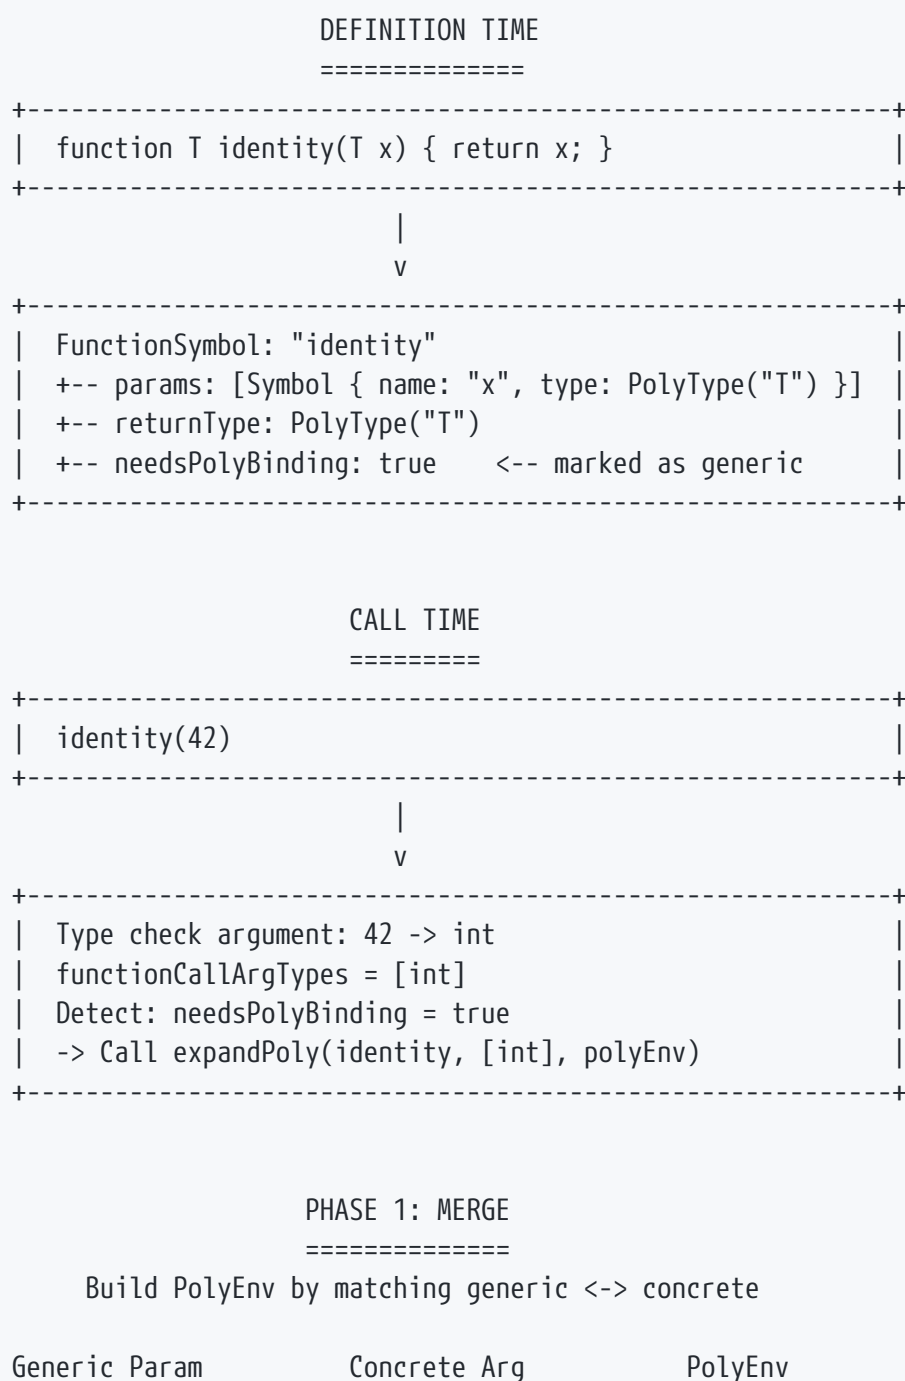 DEFINITION TIME
                     ==============
+-----------------------------------------------------------+
|  function T identity(T x) { return x; }                   |
+-----------------------------------------------------------+
                          |
                          v
+-----------------------------------------------------------+
|  FunctionSymbol: "identity"                               |
|  +-- params: [Symbol { name: "x", type: PolyType("T") }]  |
|  +-- returnType: PolyType("T")                            |
|  +-- needsPolyBinding: true    <-- marked as generic      |
+-----------------------------------------------------------+
                       CALL TIME
                       =========
+-----------------------------------------------------------+
|  identity(42)                                             |
+-----------------------------------------------------------+
                          |
                          v
+-----------------------------------------------------------+
|  Type check argument: 42 -> int                           |
|  functionCallArgTypes = [int]                             |
|  Detect: needsPolyBinding = true                          |
|  -> Call expandPoly(identity, [int], polyEnv)             |
+-----------------------------------------------------------+
                    PHASE 1: MERGE
                    ==============
     Build PolyEnv by matching generic <-> concrete
Generic Param          Concrete Arg           PolyEnv